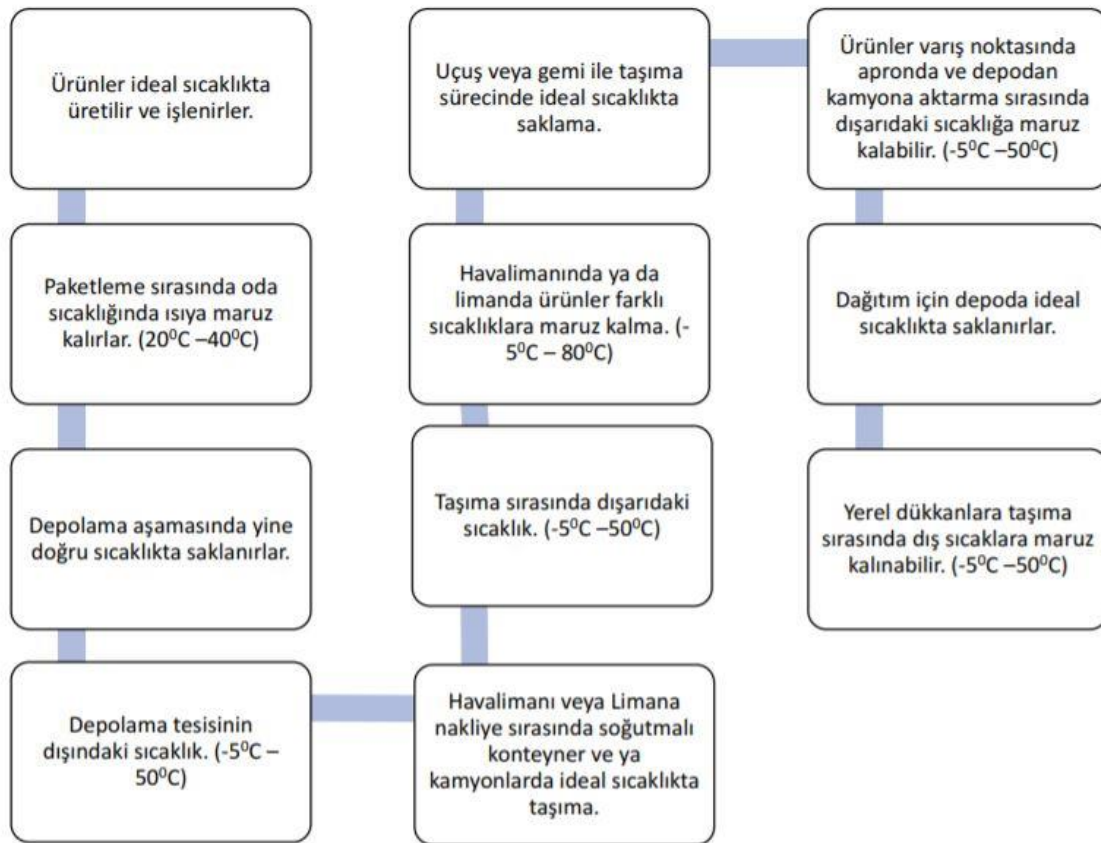 Ürünler ideal sıcaklıkta
üretilir ve işlenirler.
Paketleme sırasında oda
sıcaklığında ısıya maruz
kalırlar. (20⁰C –40⁰C)
Depolama aşamasında yine
doğru sıcaklıkta saklanırlar.
Depolama tesisinin
dışındaki sıcaklık. (-5⁰C –
50⁰C)
Havalimanı veya Limana
nakliye sırasında soğutmalı
konteyner ve ya
kamyonlarda ideal sıcaklıkta
taşıma.
Taşıma sırasında dışarıdaki
sıcaklık. (-5⁰C –50⁰C)
Havalimanında ya da
limanda ürünler farklı
sıcaklıklara maruz kalma. (-
5⁰C – 80⁰C)
Uçuş veya gemi ile taşıma
sürecinde ideal sıcaklıkta
saklama.
Ürünler varış noktasında
apronda ve depodan
kamyona aktarma sırasında
dışarıdaki sıcaklığa maruz
kalabilir. (-5⁰C –50⁰C)
Dağıtım için depoda ideal
sıcaklıkta saklanırlar.
Yerel dükkanlara taşıma
sırasında dış sıcaklara maruz
kalınabilir. (-5⁰C –50⁰C)